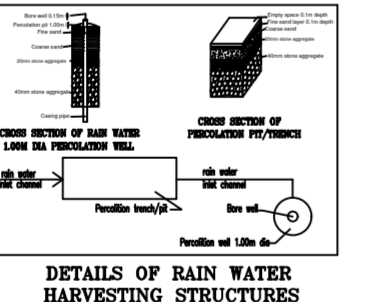 Bore well 0.15m
Percolation pit 1.00m
Fine sand
Coarse sand
20mm stone aggregate
40mm stone aggregate
Casing pipe
CROSS SECTION OF RAIN WATER
1.00M DIA PERCOLATION WELL
Empty space 0.1m depth
Fine sand layer 0.1m depth
Coarse sand
20mm stone aggregate
40mm stone aggregate
CROSS SECTION OF
PERCOLATION PIT/TRENCH
rain water
inlet channel
Percolition trench/pit
rain water
inlet channel
Bore well
Percolition well 1.00m dia
DETAILS OF RAIN WATER
HARVESTING STRUCTURES